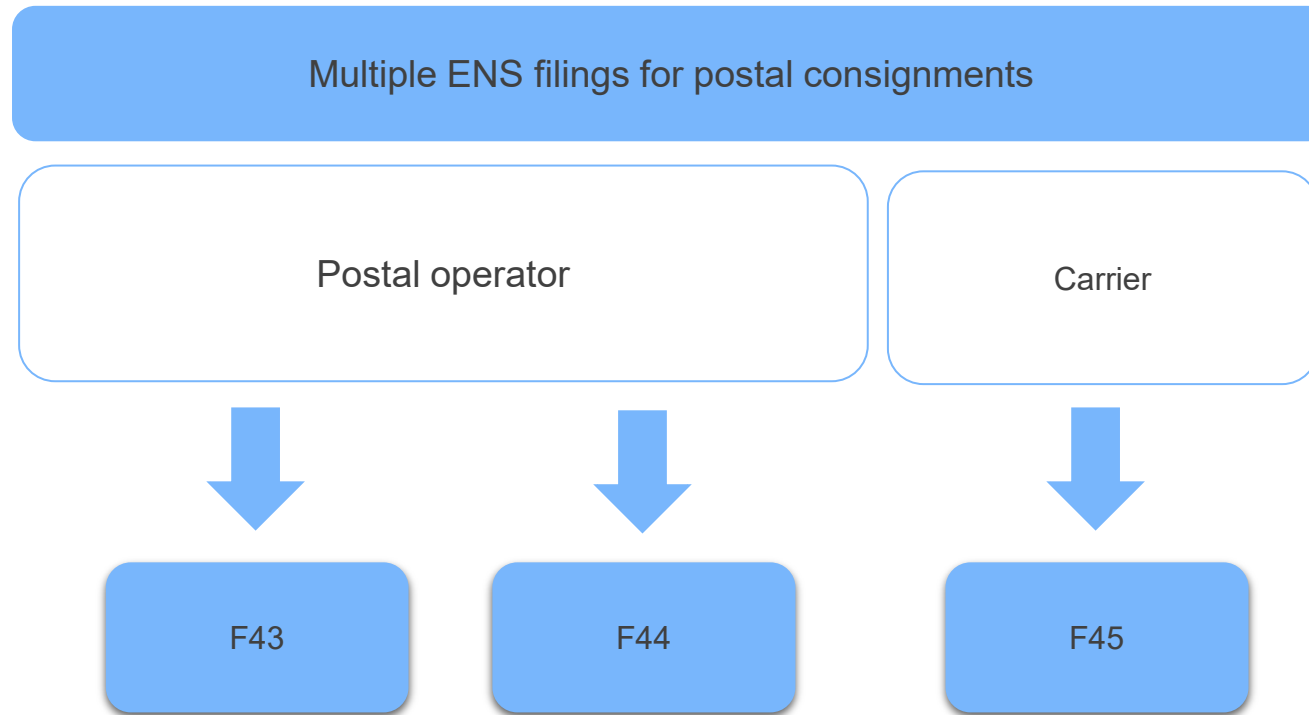 Multiple ENS filings for postal consignments
Postal operator
Carrier
F43
F44
F45